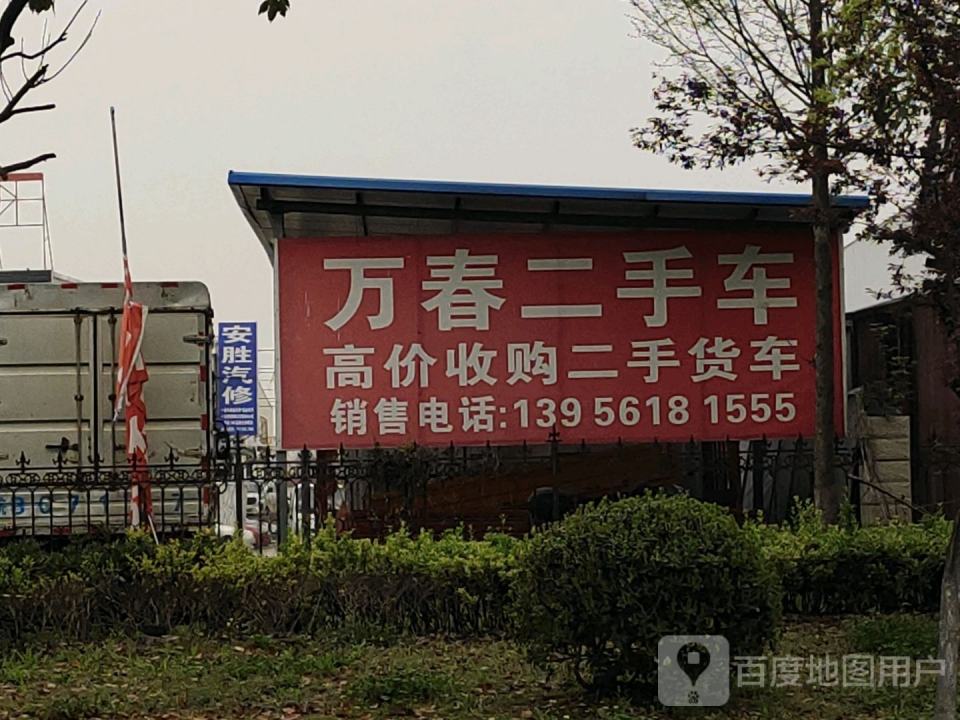 万春二手车
高价收购二手货车
销售电话:139 5618 1555
安胜汽修
百度地图用户